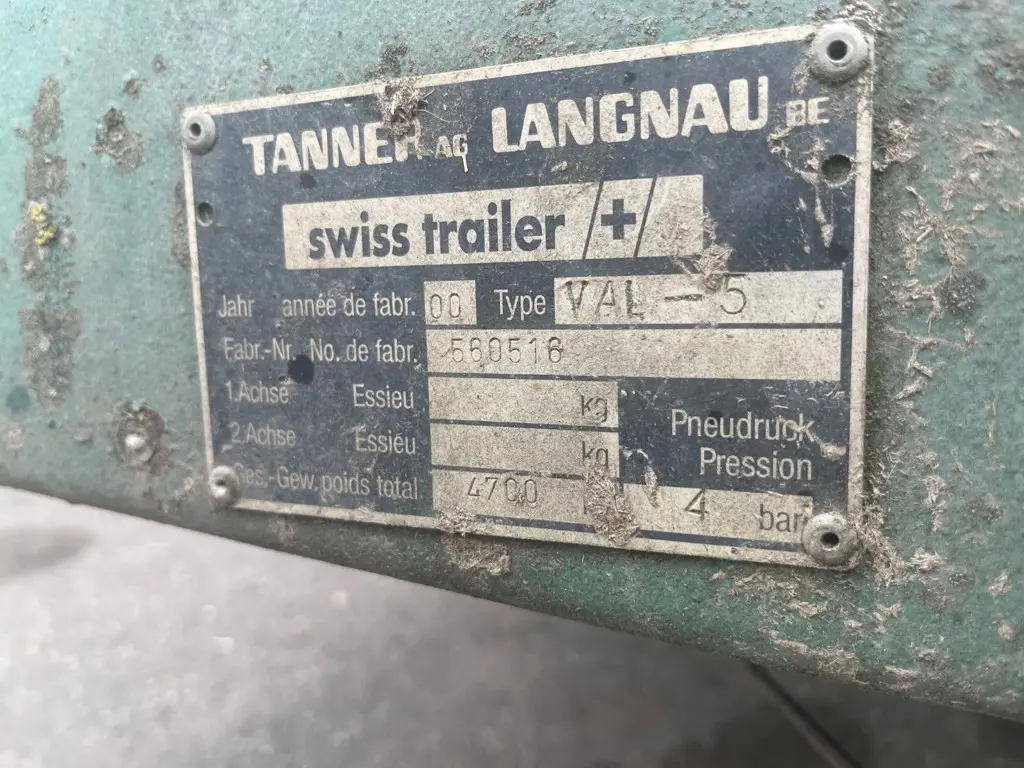 TANNER AG LANGNAU BE
swiss trailer /+/
Jahr année de fabr. 00 Type VAL-5
Fabr.-Nr. No. de fabr. 560516
1.Achse Essieu kg
2.Achse Essieu kg
Pneudruck
Pression
Ges.-Gew. poids total 4700 4 bar